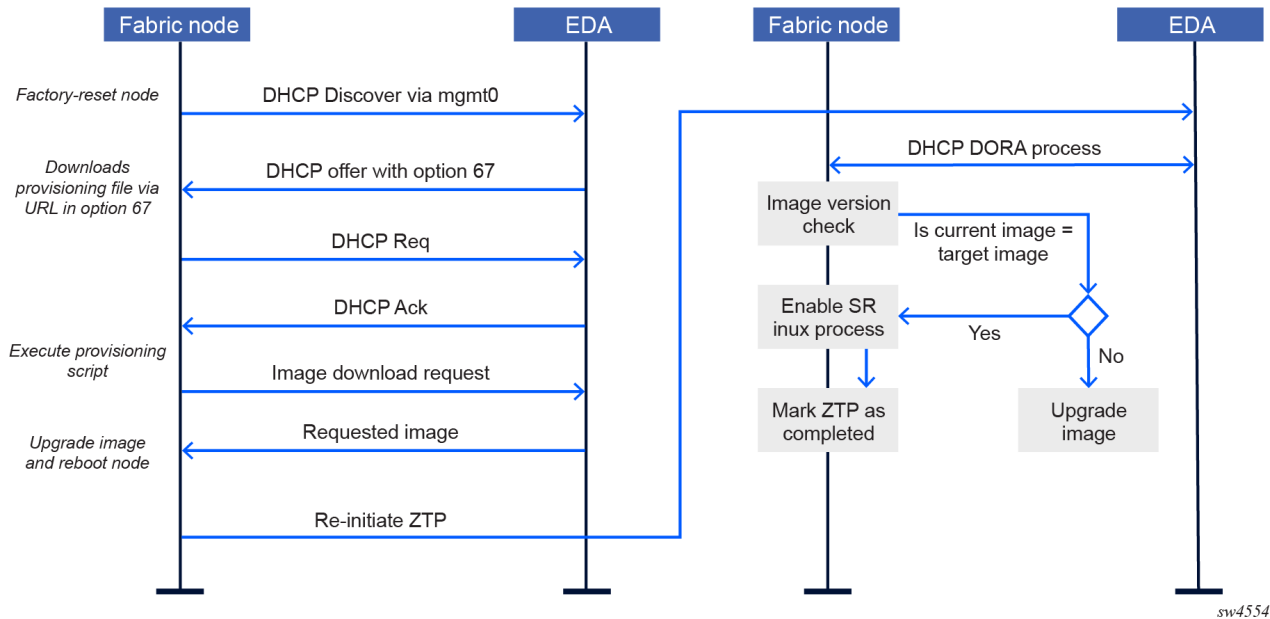 Fabric node
EDA
Fabric node
EDA
Factory-reset node
DHCP Discover via mgmt0
Downloads
provisioning file via
URL in option 67
DHCP offer with option 67
DHCP Req
DHCP Ack
Execute provisioning
script
Image download request
Upgrade image
and reboot node
Requested image
Re-initiate ZTP
DHCP DORA process
Image version
check
Is current image =
target image
Enable SR
inux process
Yes
No
Mark ZTP as
completed
Upgrade
image
sw4554